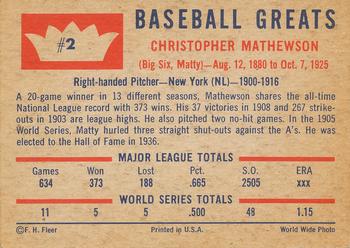 #2
BASEBALL GREATS
CHRISTOPHER MATHEWSON
(Big Six, Matty)—Aug. 12, 1880 to Oct. 7, 1925
Right-handed Pitcher—New York (NL)—1900-1916
A 20-game winner in 13 different seasons, Mathewson shares the all-time
National League record with 373 wins. His 37 victories in 1908 and 267 strike-
outs in 1903 are league highs. He also pitched two no-hit games. In the 1905
World Series, Matty hurled three straight shut-outs against the A's. He was
elected to the Hall of Fame in 1936.
MAJOR LEAGUE TOTALS
Games Won Lost Pct. S.O. ERA
634 373 188 .665 2505 xxx
WORLD SERIES TOTALS
11 5 5 .500 48 1.15
©F. H. Fleer Printed in U.S.A. World Wide Photo